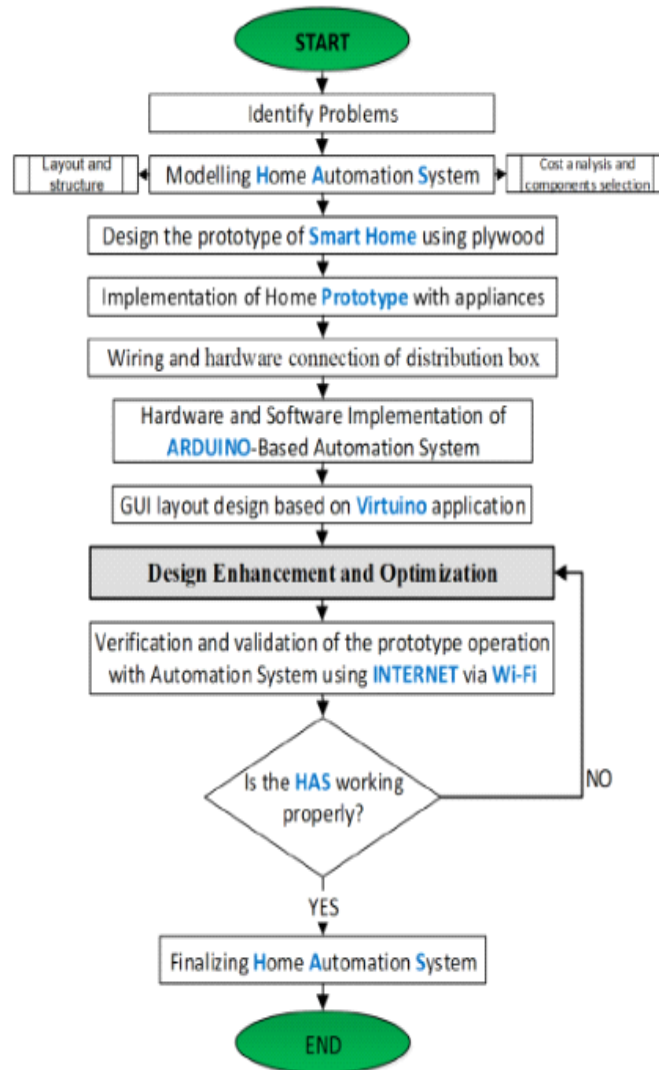 START
Identify Problems
Layout and
structure
Modelling Home Automation System
Cost analysis and
components selection
Design the prototype of Smart Home using plywood
Implementation of Home Prototype with appliances
Wiring and hardware connection of distribution box
Hardware and Software Implementation of
ARDUINO-Based Automation System
GUI layout design based on Virtuino application
Design Enhancement and Optimization
Verification and validation of the prototype operation
with Automation System using INTERNET via Wi-Fi
Is the HAS working
properly?
NO
YES
Finalizing Home Automation System
END